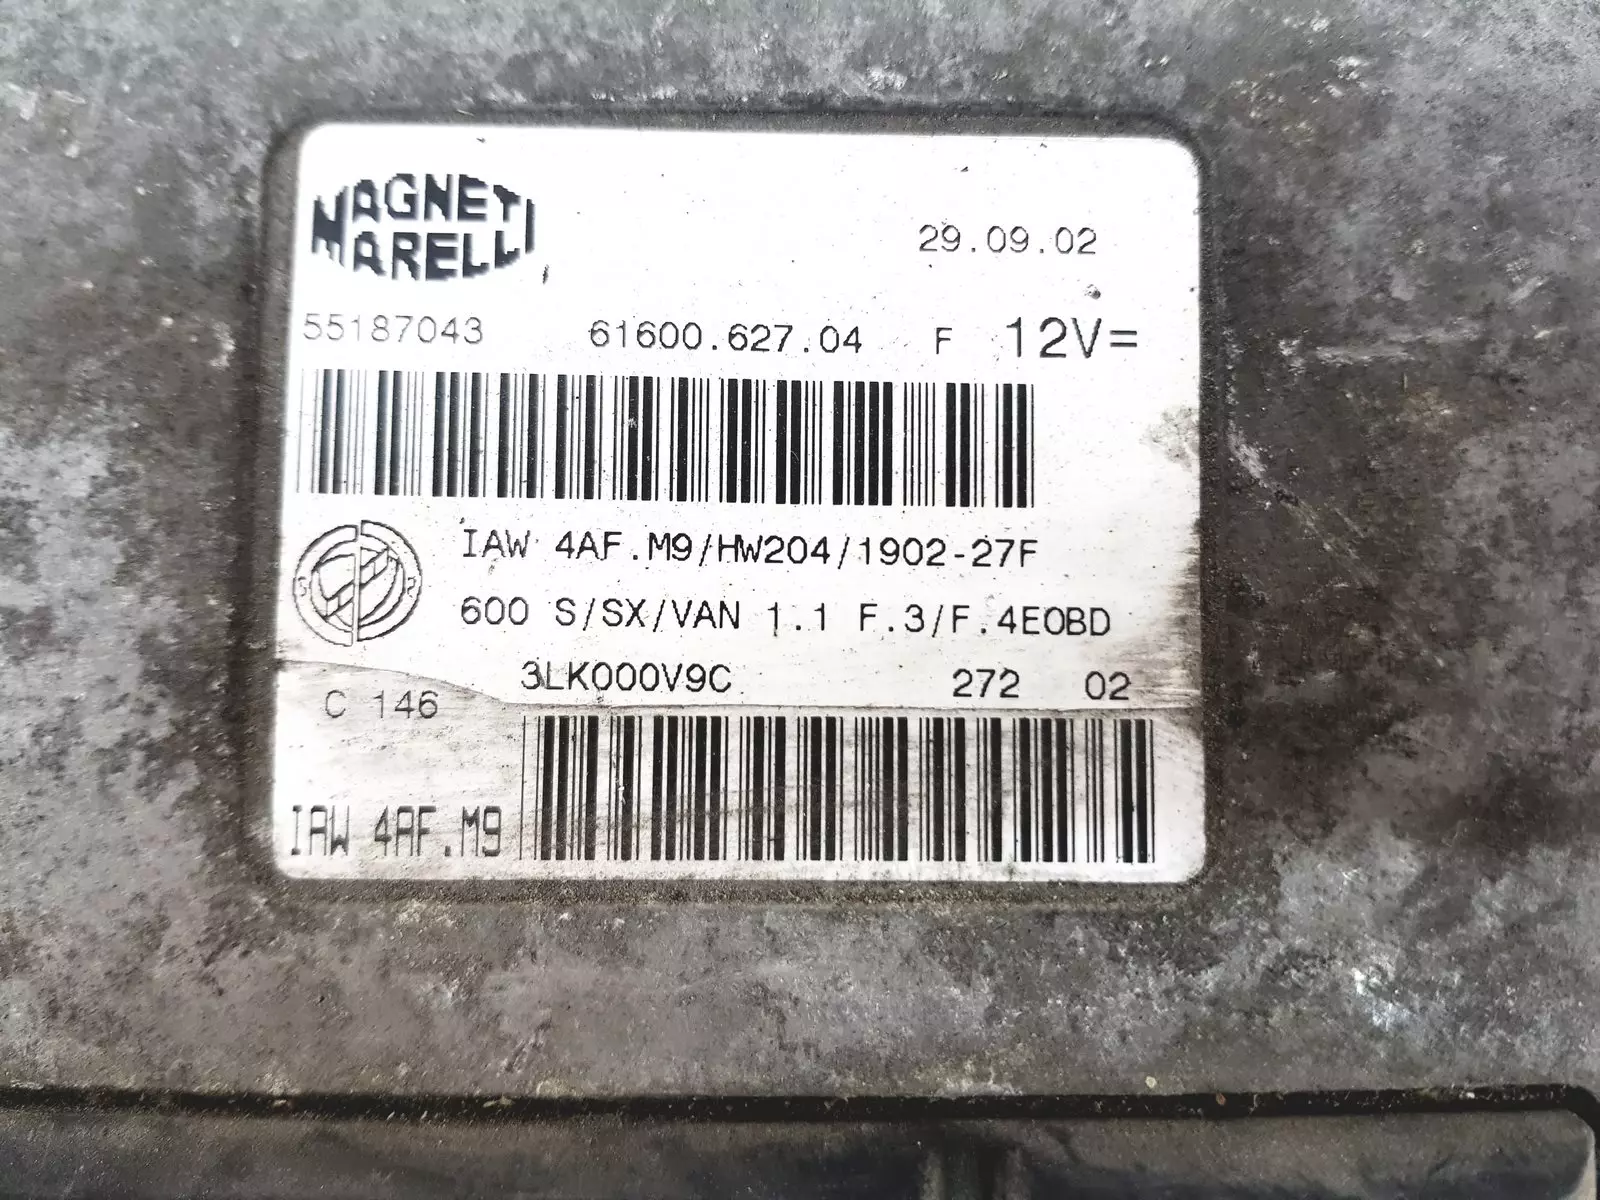 MAGNETI
MARELLI
29.09.02
55187043 61600.627.04 F 12V=
IAW 4AF.M9/HW204/1902-27F
600 S/SX/VAN 1.1 F.3/F.4EOBD
3LK000V9C 272 02
C 146
IAW 4AF.M9